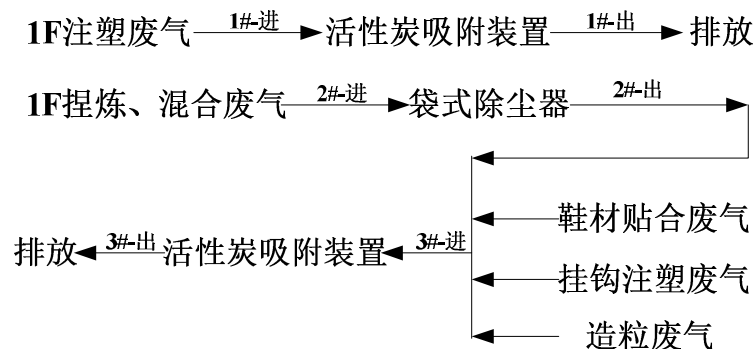 1F注塑废气 1#-进 活性炭吸附装置 1#-出 排放
1F捏炼、混合废气 2#-进 袋式除尘器 2#-出
鞋材贴合废气
排放 3#-出 活性炭吸附装置 3#-进
挂钩注塑废气
造粒废气